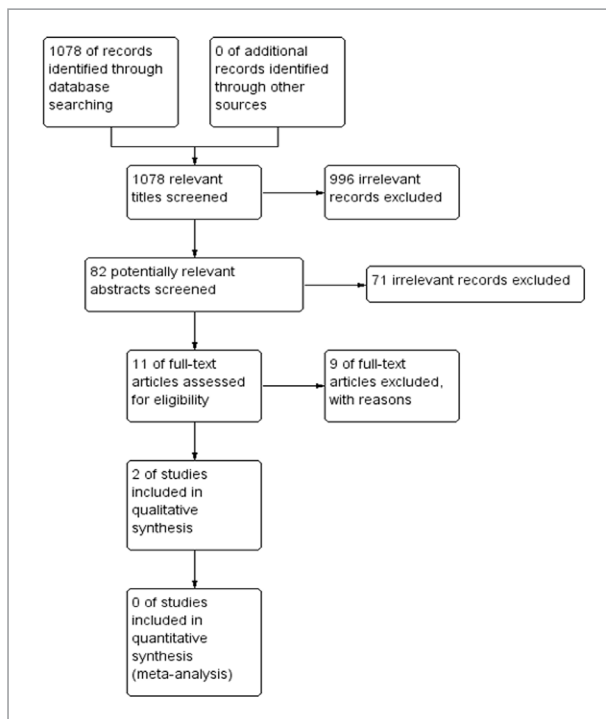 1078 of records
identified through
database
searching
0 of additional
records identified
through other
sources
1078 relevant
titles screened
996 irrelevant
records excluded
82 potentially relevant
abstracts screened
71 irrelevant records excluded
11 of full-text
articles assessed
for eligibility
9 of full-text
articles excluded,
with reasons
2 of studies
included in
qualitative
synthesis
0 of studies
included in
quantitative
synthesis
(meta-analysis)